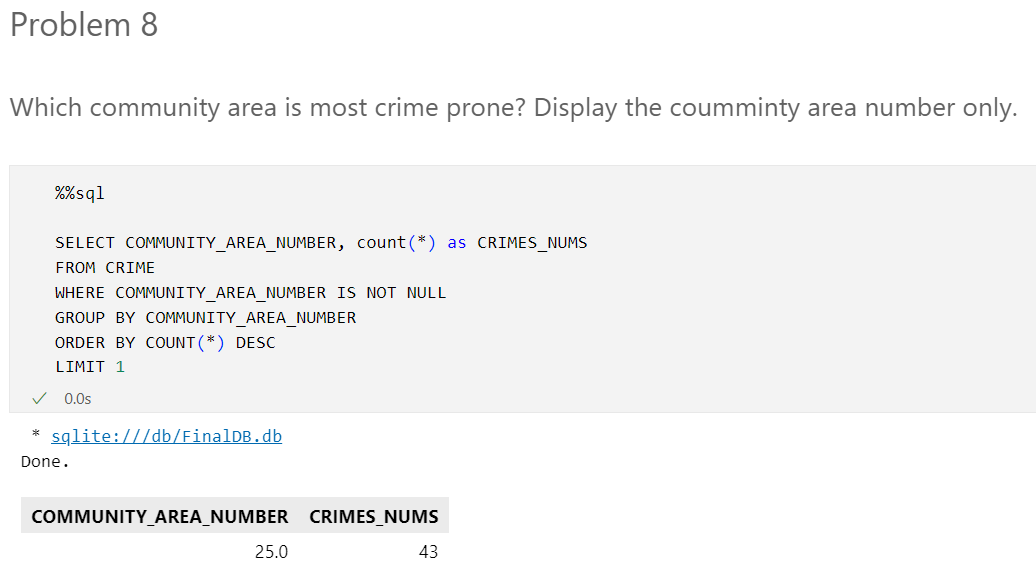 Problem 8
Which community area is most crime prone? Display the coumminty area number only.
%%sql
SELECT COMMUNITY_AREA_NUMBER, count(*) as CRIMES_NUMS
FROM CRIME
WHERE COMMUNITY_AREA_NUMBER IS NOT NULL
GROUP BY COMMUNITY_AREA_NUMBER
ORDER BY COUNT(*) DESC
LIMIT 1
✓ 0.0s
* sqlite:///db/FinalDB.db
Done.
COMMUNITY_AREA_NUMBER CRIMES_NUMS
25.0 43